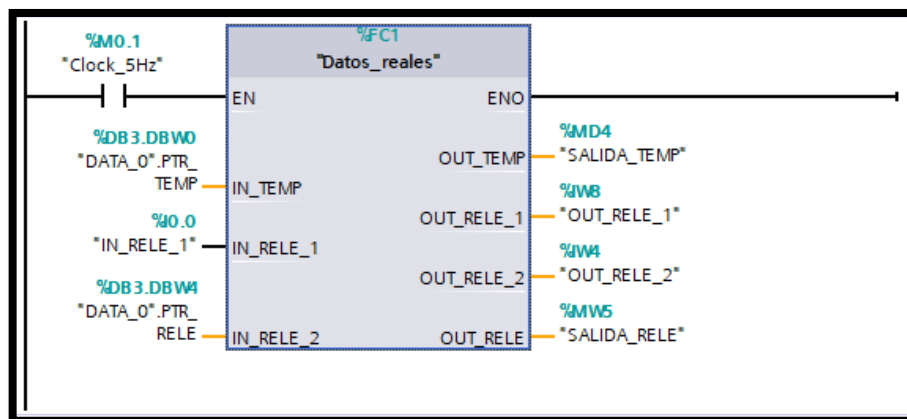 %M0.1
"Clock_5Hz"
%FC1
"Datos_reales"
EN
ENO
%DB3.DBW0
"DATA_0".PTR_
TEMP
IN_TEMP
%I0.0
"IN_RELE_1"
IN_RELE_1
%DB3.DBW4
"DATA_0".PTR_
RELE
IN_RELE_2
OUT_TEMP
%MD4
"SALIDA_TEMP"
OUT_RELE_1
%IW8
"OUT_RELE_1"
OUT_RELE_2
%IW4
"OUT_RELE_2"
OUT_RELE
%MW5
"SALIDA_RELE"